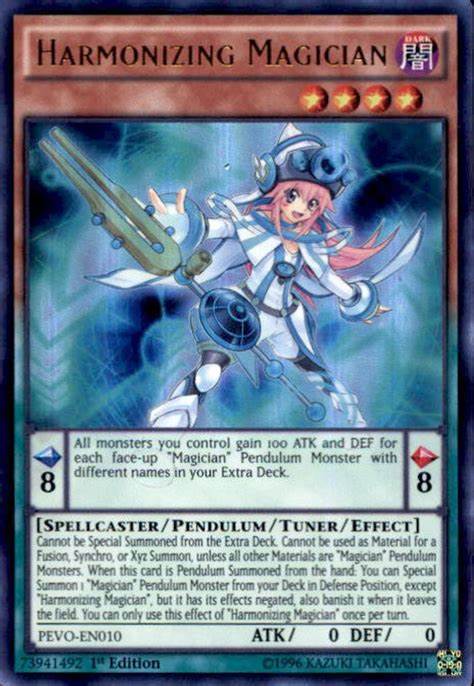 HARMONIZING MAGICIAN
DARK
闇
All monsters you control gain 100 ATK and DEF for
each face-up "Magician" Pendulum Monster with
different names in your Extra Deck.
8
8
[SPELLCASTER/PENDULUM/TUNER/EFFECT]
Cannot be Special Summoned from the Extra Deck. Cannot be used as Material for a
Fusion, Synchro, or Xyz Summon, unless all other Materials are "Magician" Pendulum
Monsters. When this card is Pendulum Summoned from the hand: You can Special
Summon 1 "Magician" Pendulum Monster from your Deck in Defense Position, except
"Harmonizing Magician", but it has its effects negated, also banish it when it leaves
the field. You can only use this effect of "Harmonizing Magician" once per turn.
PEVO-EN010
ATK/ 0 DEF/ 0
73941492 1st Edition
©1996 KAZUKI TAKAHASHI